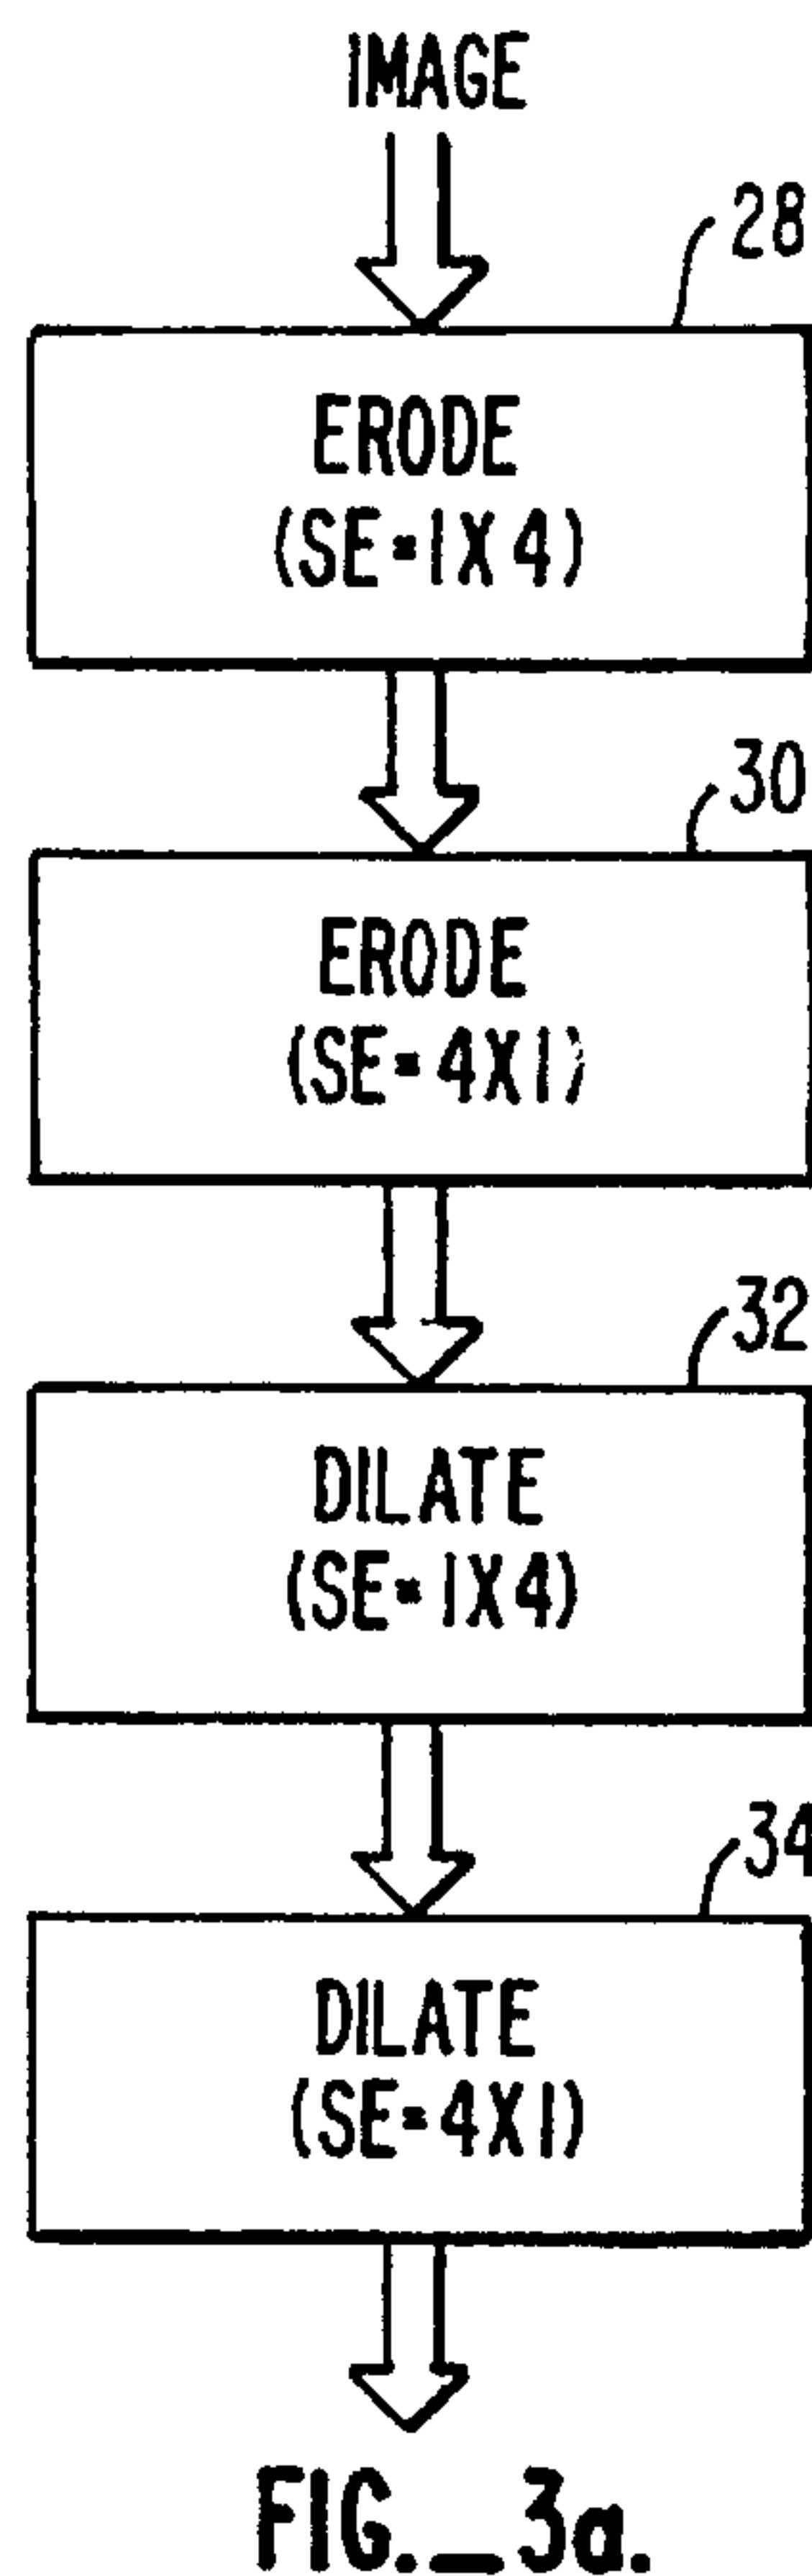 IMAGE
28
ERODE
(SE=1X4)
30
ERODE
(SE=4X1)
32
DILATE
(SE=1X4)
34
DILATE
(SE=4X1)
FIG._3a.